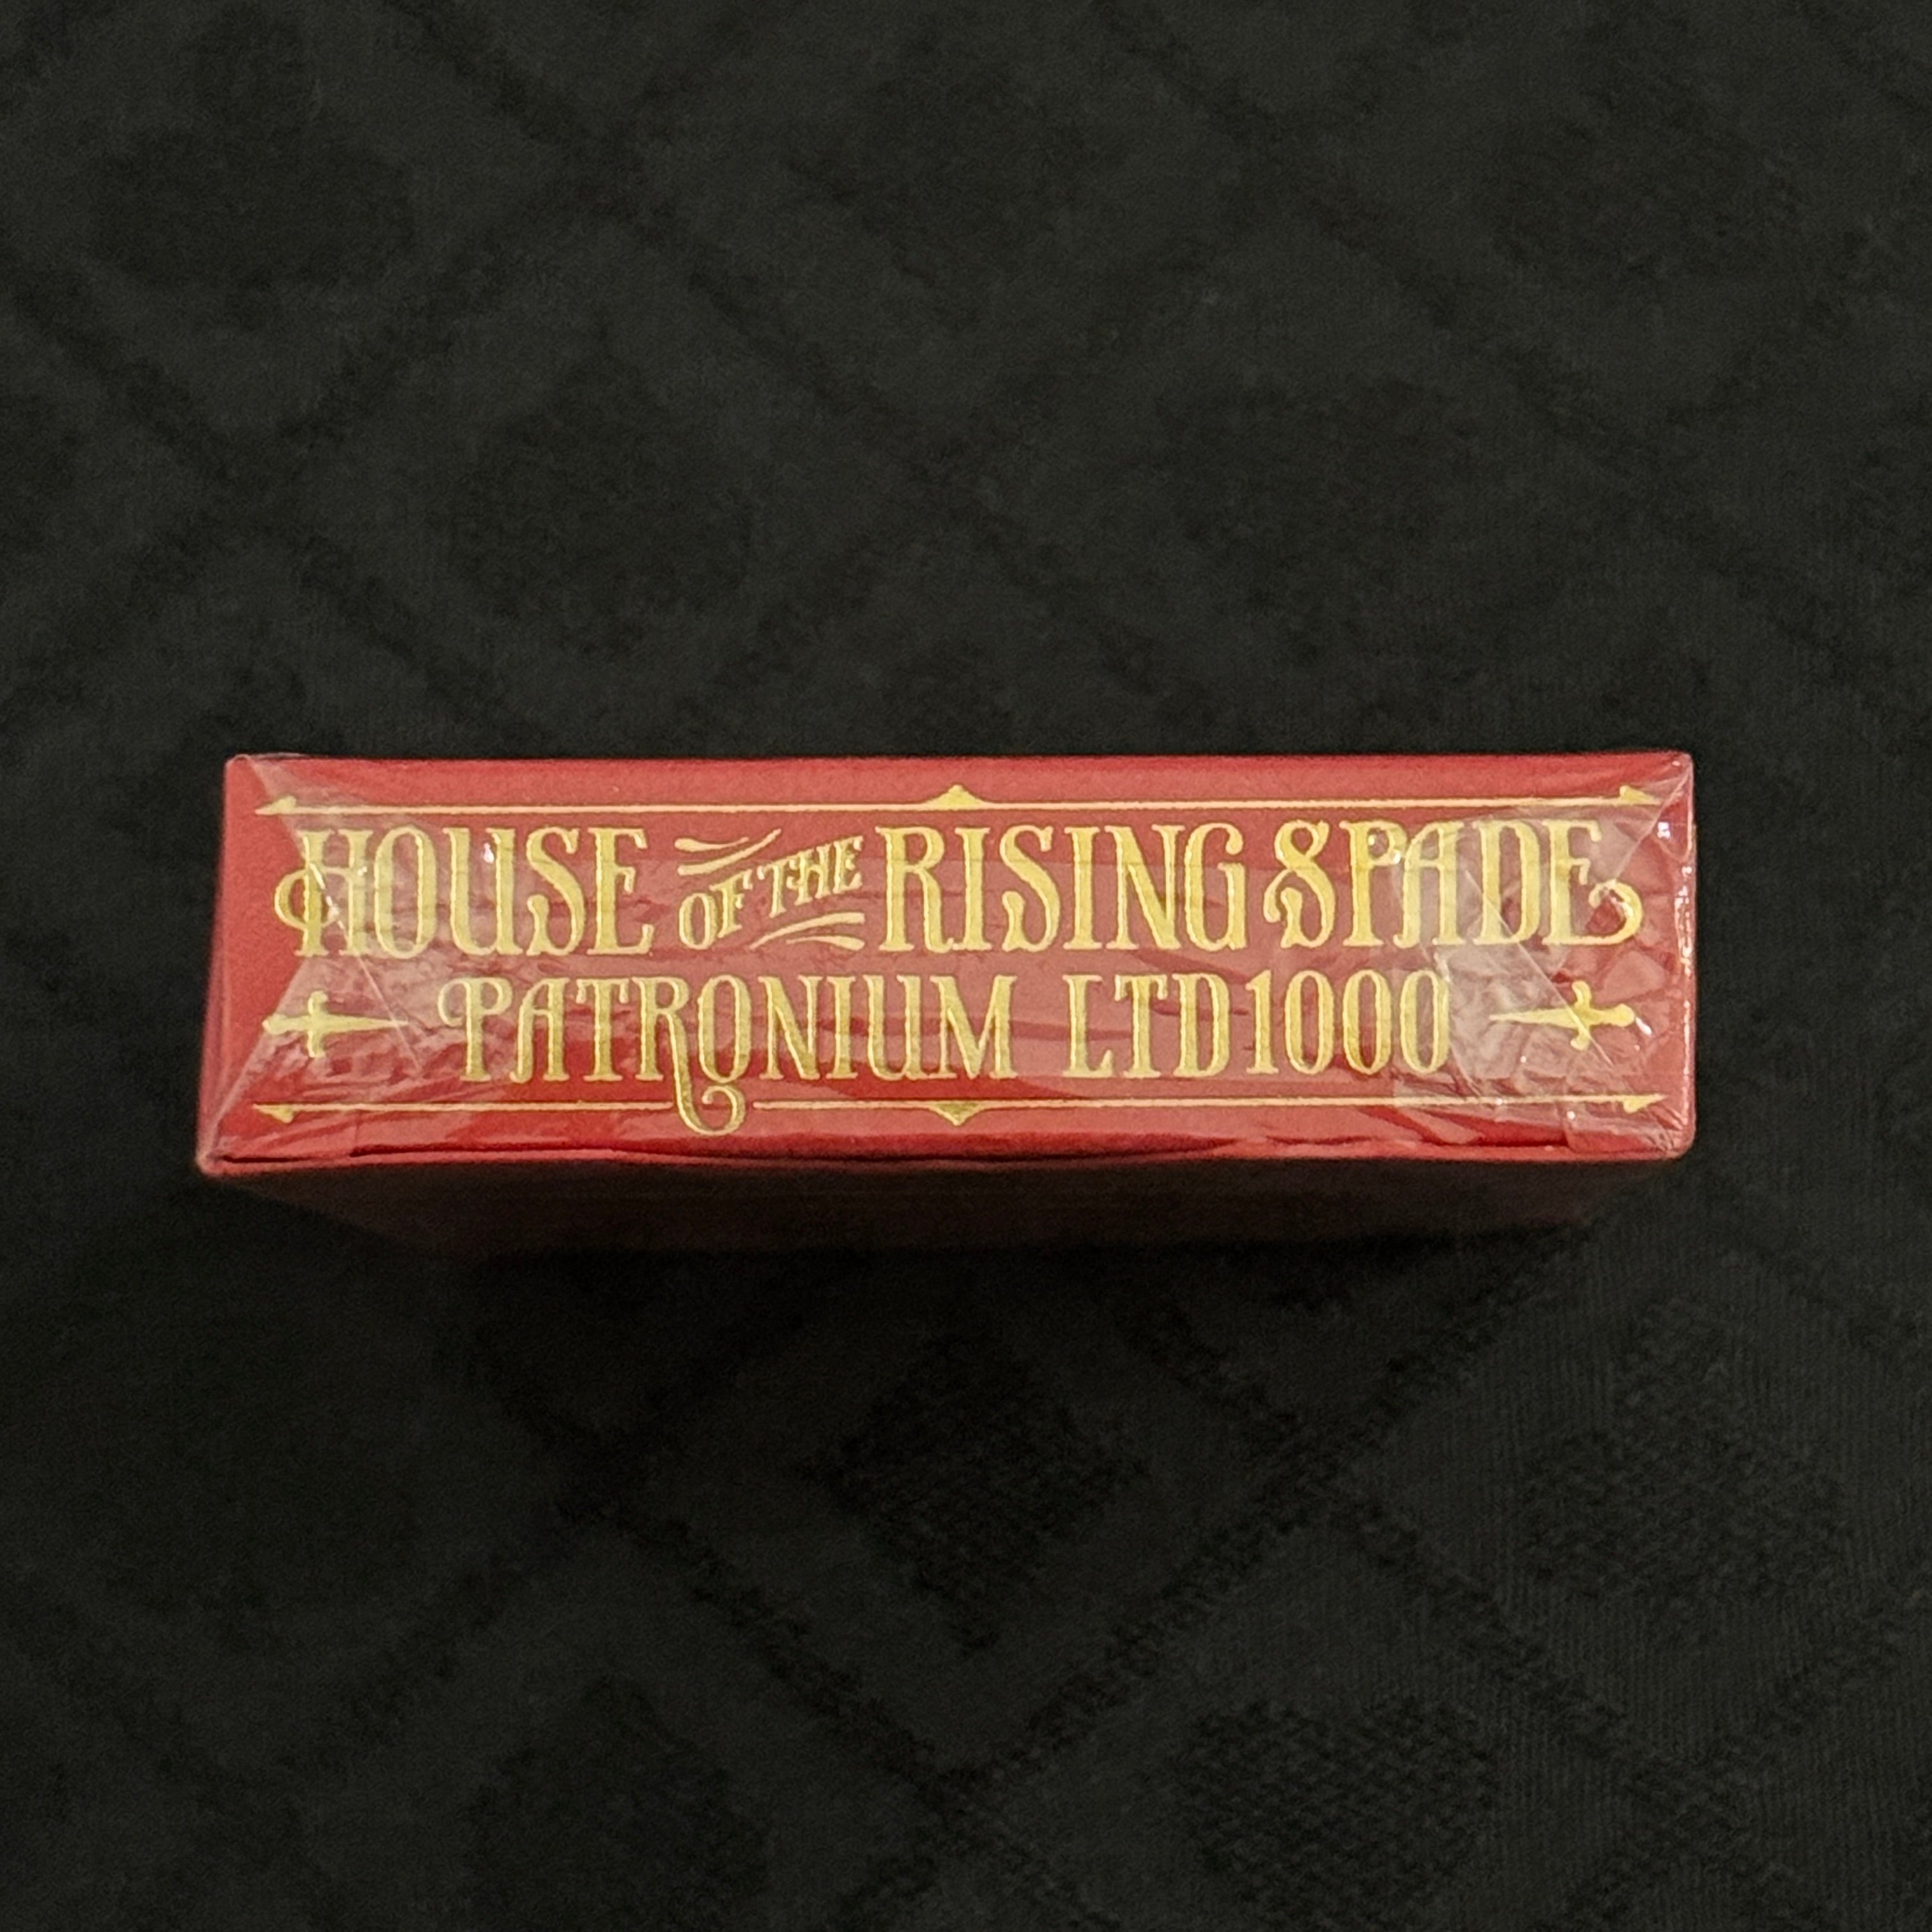 HOUSE OF THE RISING SPADE
PATRONIUM LTD1000